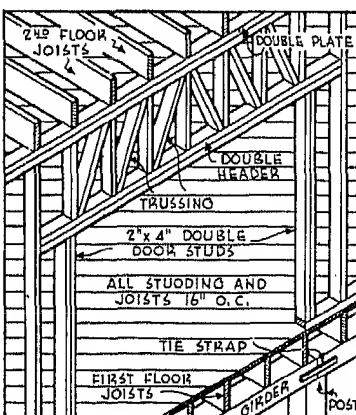 2ND FLOOR
JOISTS
DOUBLE PLATE
DOUBLE
HEADER
TRUSSING
2"x 4" DOUBLE
DOOR STUDS
ALL STUDDING AND
JOISTS 16" O.C.
TIE STRAP
FIRST FLOOR
JOISTS
GIRDER
POST